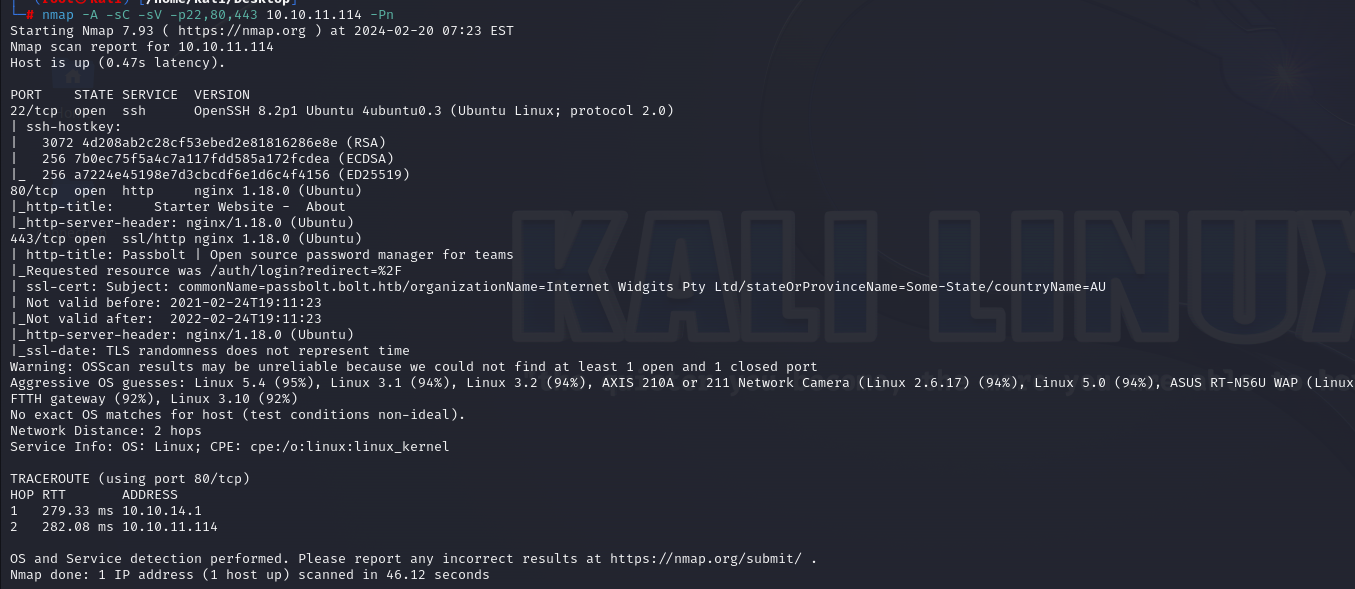 (root㉿kali)-[/home/kali/Desktop]
└─# nmap -A -sC -sV -p22,80,443 10.10.11.114 -Pn
Starting Nmap 7.93 ( https://nmap.org ) at 2024-02-20 07:23 EST
Nmap scan report for 10.10.11.114
Host is up (0.47s latency).
PORT    STATE SERVICE  VERSION
22/tcp  open  ssh      OpenSSH 8.2p1 Ubuntu 4ubuntu0.3 (Ubuntu Linux; protocol 2.0)
| ssh-hostkey:
|   3072 4d208ab2c28cf53ebed2e81816286e8e (RSA)
|   256 7b0ec75f5a4c7a117fdd585a172fcdea (ECDSA)
|_  256 a7224e45198e7d3cbcdf6e1d6c4f4156 (ED25519)
80/tcp  open  http     nginx 1.18.0 (Ubuntu)
|_http-title:     Starter Website -  About
|_http-server-header: nginx/1.18.0 (Ubuntu)
443/tcp open  ssl/http nginx 1.18.0 (Ubuntu)
| http-title: Passbolt | Open source password manager for teams
|_Requested resource was /auth/login?redirect=%2F
| ssl-cert: Subject: commonName=passbolt.bolt.htb/organizationName=Internet Widgits Pty Ltd/stateOrProvinceName=Some-State/countryName=AU
| Not valid before: 2021-02-24T19:11:23
|_Not valid after:  2022-02-24T19:11:23
|_http-server-header: nginx/1.18.0 (Ubuntu)
|_ssl-date: TLS randomness does not represent time
Warning: OSScan results may be unreliable because we could not find at least 1 open and 1 closed port
Aggressive OS guesses: Linux 5.4 (95%), Linux 3.1 (94%), Linux 3.2 (94%), AXIS 210A or 211 Network Camera (Linux 2.6.17) (94%), Linux 5.0 (94%), ASUS RT-N56U WAP (Linux
FTTH gateway (92%), Linux 3.10 (92%)
No exact OS matches for host (test conditions non-ideal).
Network Distance: 2 hops
Service Info: OS: Linux; CPE: cpe:/o:linux:linux_kernel
TRACEROUTE (using port 80/tcp)
HOP RTT       ADDRESS
1   279.33 ms 10.10.14.1
2   282.08 ms 10.10.11.114
OS and Service detection performed. Please report any incorrect results at https://nmap.org/submit/ .
Nmap done: 1 IP address (1 host up) scanned in 46.12 seconds
KALI LINUX